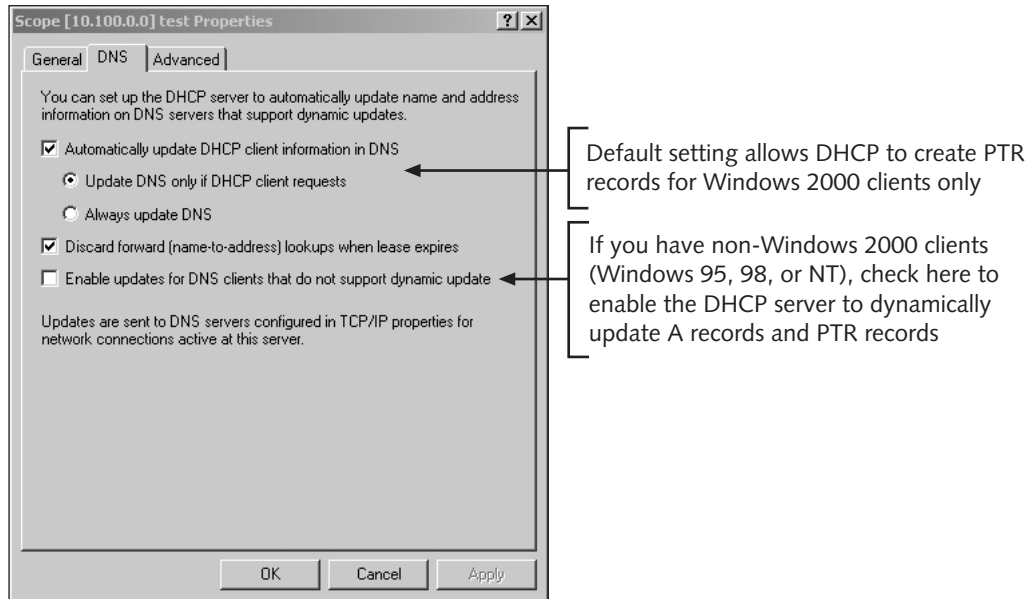 Scope [10.100.0.0] test Properties
General DNS Advanced
You can set up the DHCP server to automatically update name and address
information on DNS servers that support dynamic updates.
Automatically update DHCP client information in DNS
Update DNS only if DHCP client requests
Always update DNS
Discard forward (name-to-address) lookups when lease expires
Enable updates for DNS clients that do not support dynamic update
Updates are sent to DNS servers configured in TCP/IP properties for
network connections active at this server.
OK Cancel Apply
Default setting allows DHCP to create PTR
records for Windows 2000 clients only
If you have non-Windows 2000 clients
(Windows 95, 98, or NT), check here to
enable the DHCP server to dynamically
update A records and PTR records